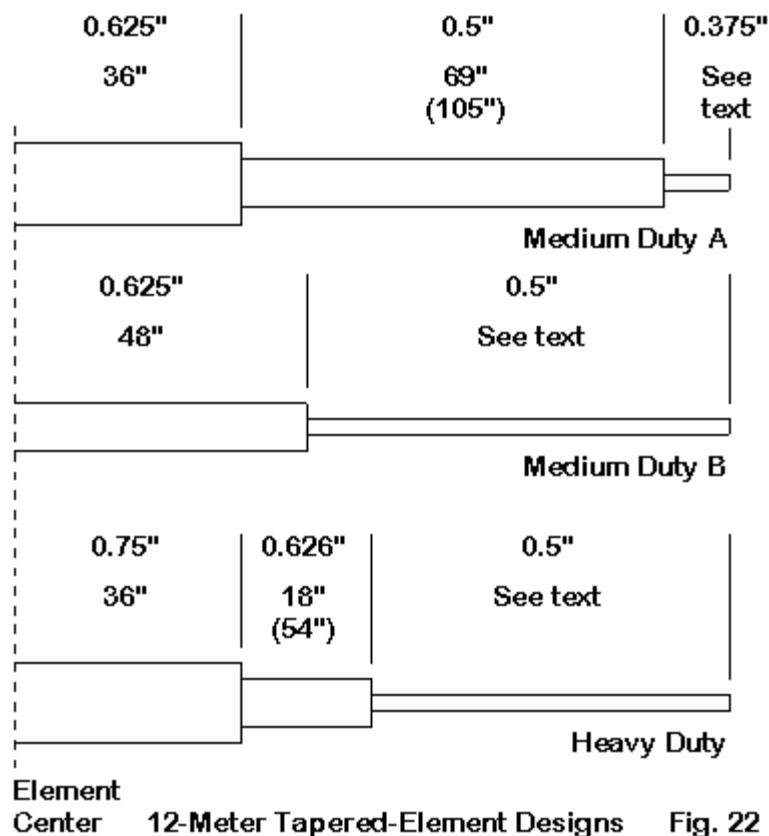 0.625" 0.5" 0.375"
36" 69" See
(105") text
Medium Duty A
0.625" 0.5"
48" See text
Medium Duty B
0.75" 0.626" 0.5"
36" 18" See text
(54")
Heavy Duty
Element
Center 12-Meter Tapered-Element Designs Fig. 22